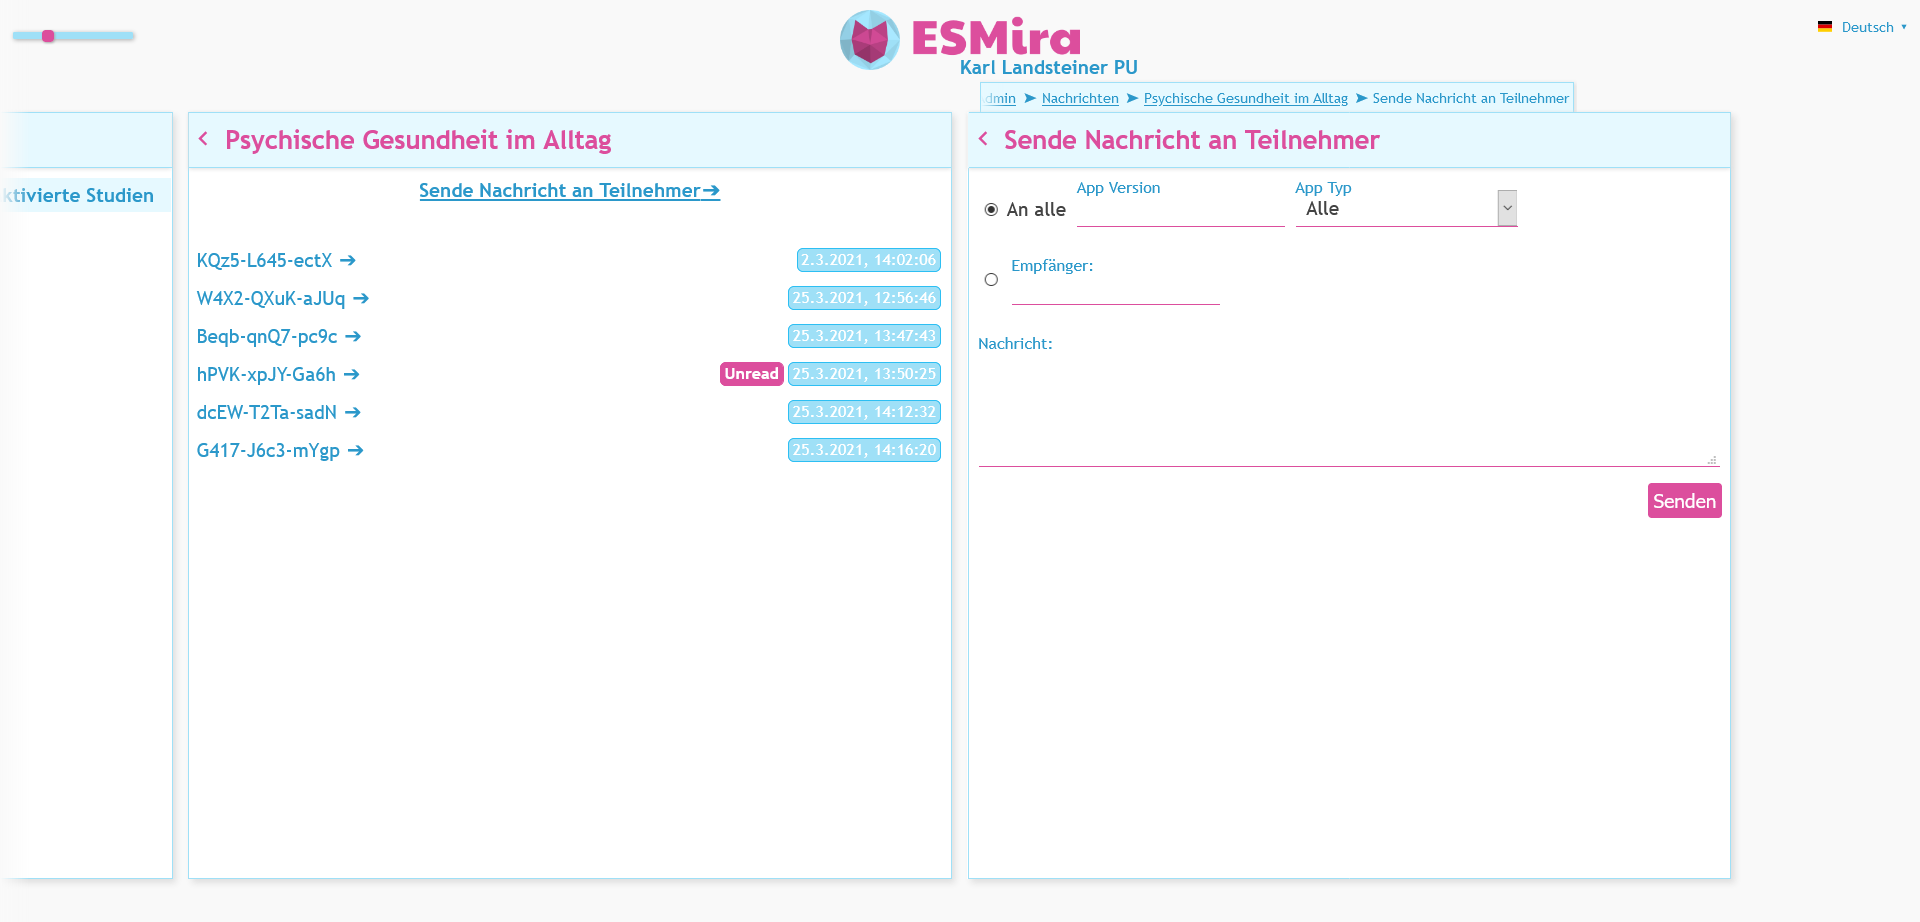 ESMira
Karl Landsteiner PU
Deutsch ▾
dmin ➤ Nachrichten ➤ Psychische Gesundheit im Alltag ➤ Sende Nachricht an Teilnehmer
ktivierte Studien
Psychische Gesundheit im Alltag
Sende Nachricht an Teilnehmer➔
KQz5-L645-ectX ➔ 2.3.2021, 14:02:06
W4X2-QXuK-aJUq ➔ 25.3.2021, 12:56:46
Beqb-qnQ7-pc9c ➔ 25.3.2021, 13:47:43
hPVK-xpJY-Ga6h ➔ Unread 25.3.2021, 13:50:25
dcEW-T2Ta-sadN ➔ 25.3.2021, 14:12:32
G417-J6c3-mYgp ➔ 25.3.2021, 14:16:20
Sende Nachricht an Teilnehmer
App Version App Typ
An alle Alle
Empfänger:
Nachricht:
Senden